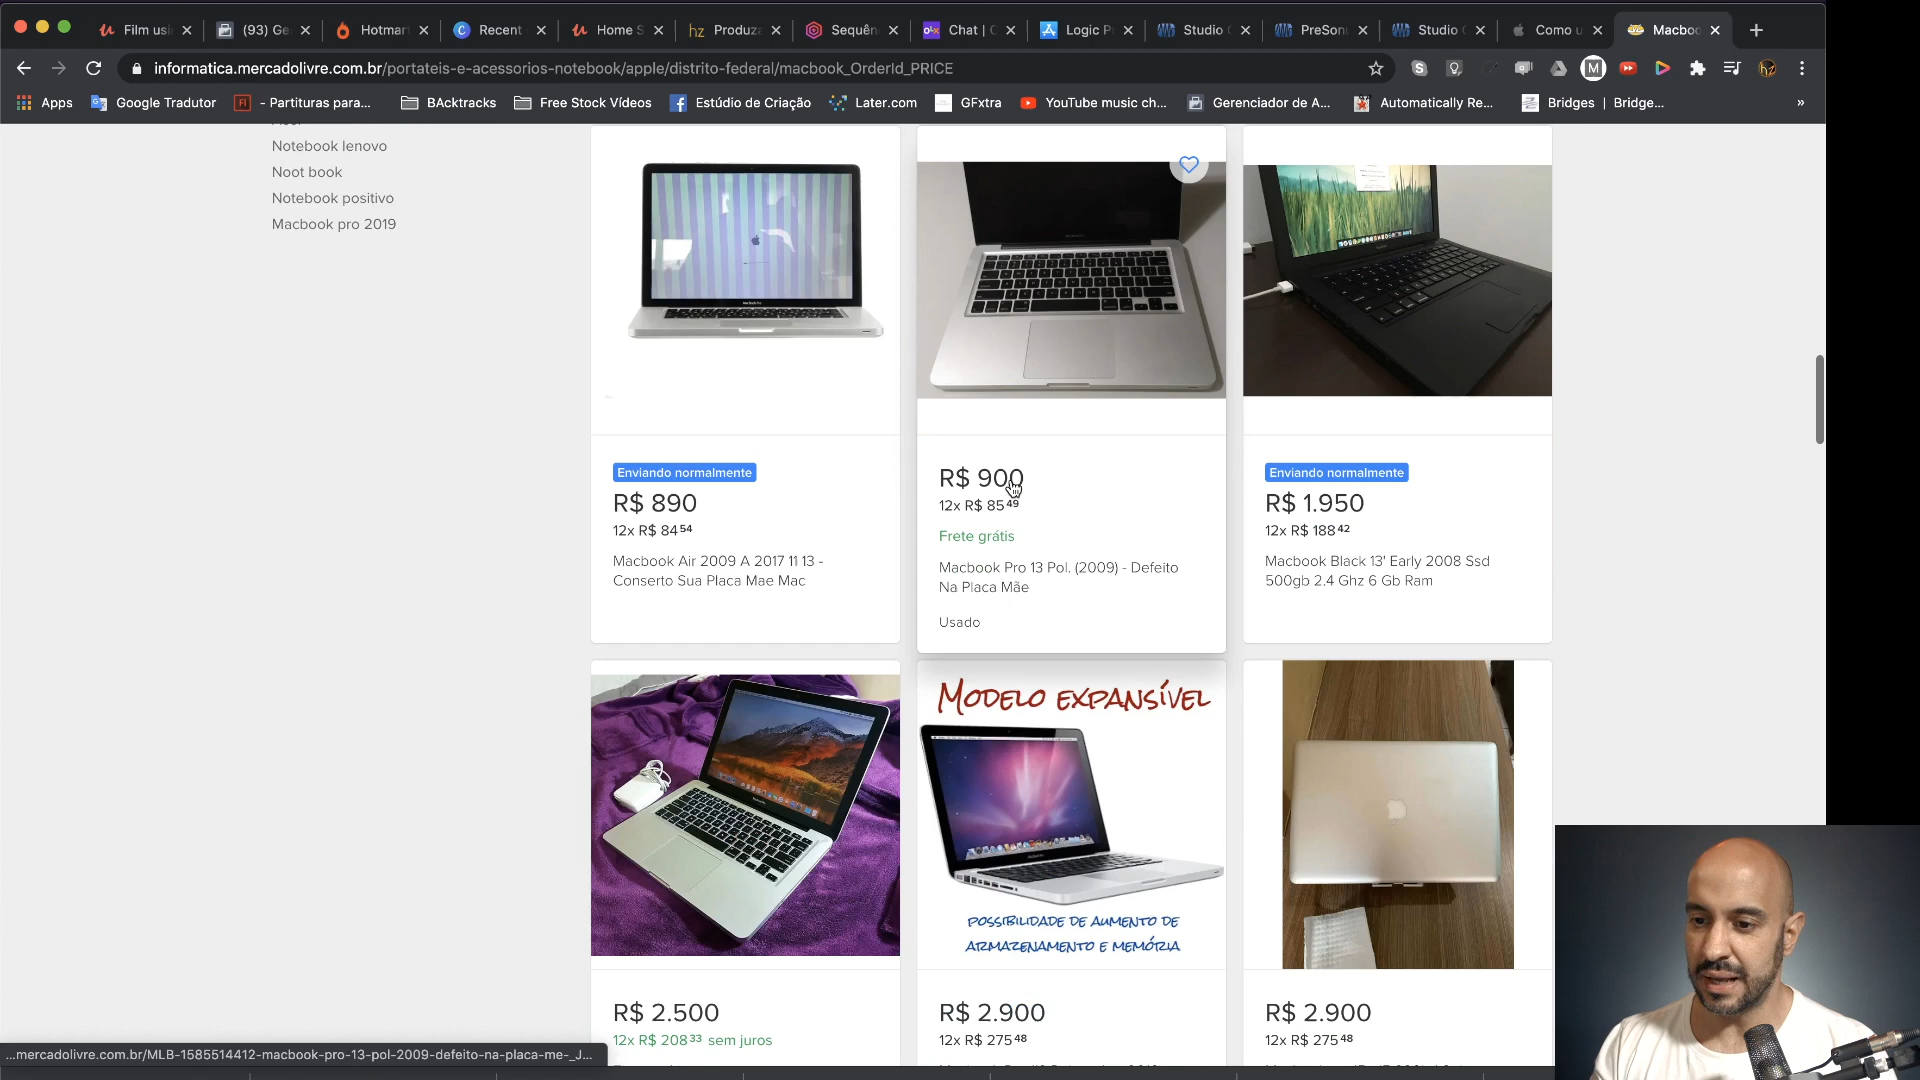 Film usi
(93) Ge
Hotmar
Recent
Home S
hz Produza
Sequên
Chat | O
Logic P
Studio
PreSonu
Studio
Como u
Macboo
informatica.mercadolivre.com.br/portateis-e-acessorios-notebook/apple/distrito-federal/macbook_OrderId_PRICE
Apps
Google Tradutor
- Partituras para...
BAcktracks
Free Stock Vídeos
Estúdio de Criação
Later.com
GFxtra
YouTube music ch...
Gerenciador de A...
Automatically Re...
Bridges | Bridge...
»
Notebook lenovo
Noot book
Notebook positivo
Macbook pro 2019
Enviando normalmente
R$ 890
12x R$ 84 54
Macbook Air 2009 A 2017 11 13 -
Conserto Sua Placa Mae Mac
R$ 900
12x R$ 85 49
Frete grátis
Macbook Pro 13 Pol. (2009) - Defeito
Na Placa Mãe
Usado
Enviando normalmente
R$ 1.950
12x R$ 188 42
Macbook Black 13' Early 2008 Ssd
500gb 2.4 Ghz 6 Gb Ram
R$ 2.500
12x R$ 208 33 sem juros
Modelo expansível
possibilidade de aumento de
armazenamento e memória
R$ 2.900
12x R$ 275 48
R$ 2.900
12x R$ 275 48
...mercadolivre.com.br/MLB-1585514412-macbook-pro-13-pol-2009-defeito-na-placa-me-_J...